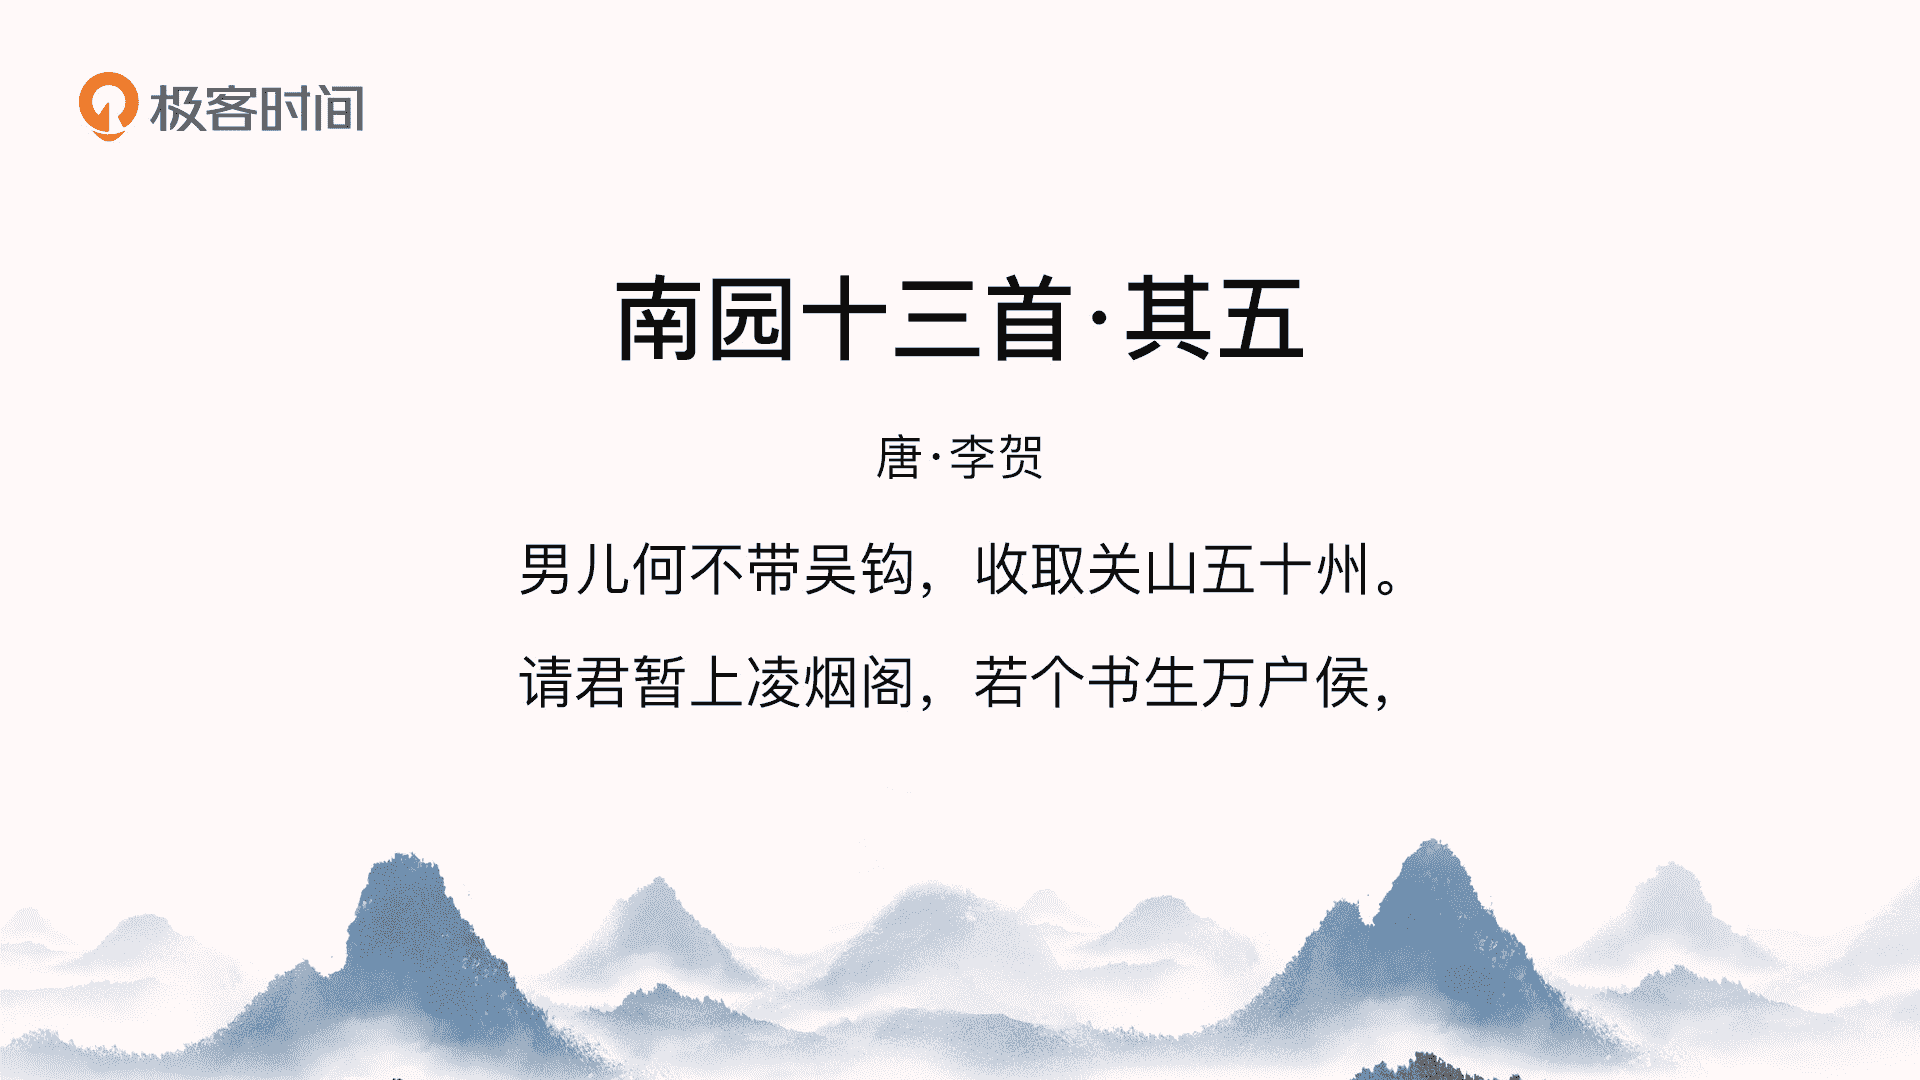 极客时间
南园十三首·其五
唐·李贺
男儿何不带吴钩，收取关山五十州。
请君暂上凌烟阁，若个书生万户侯，